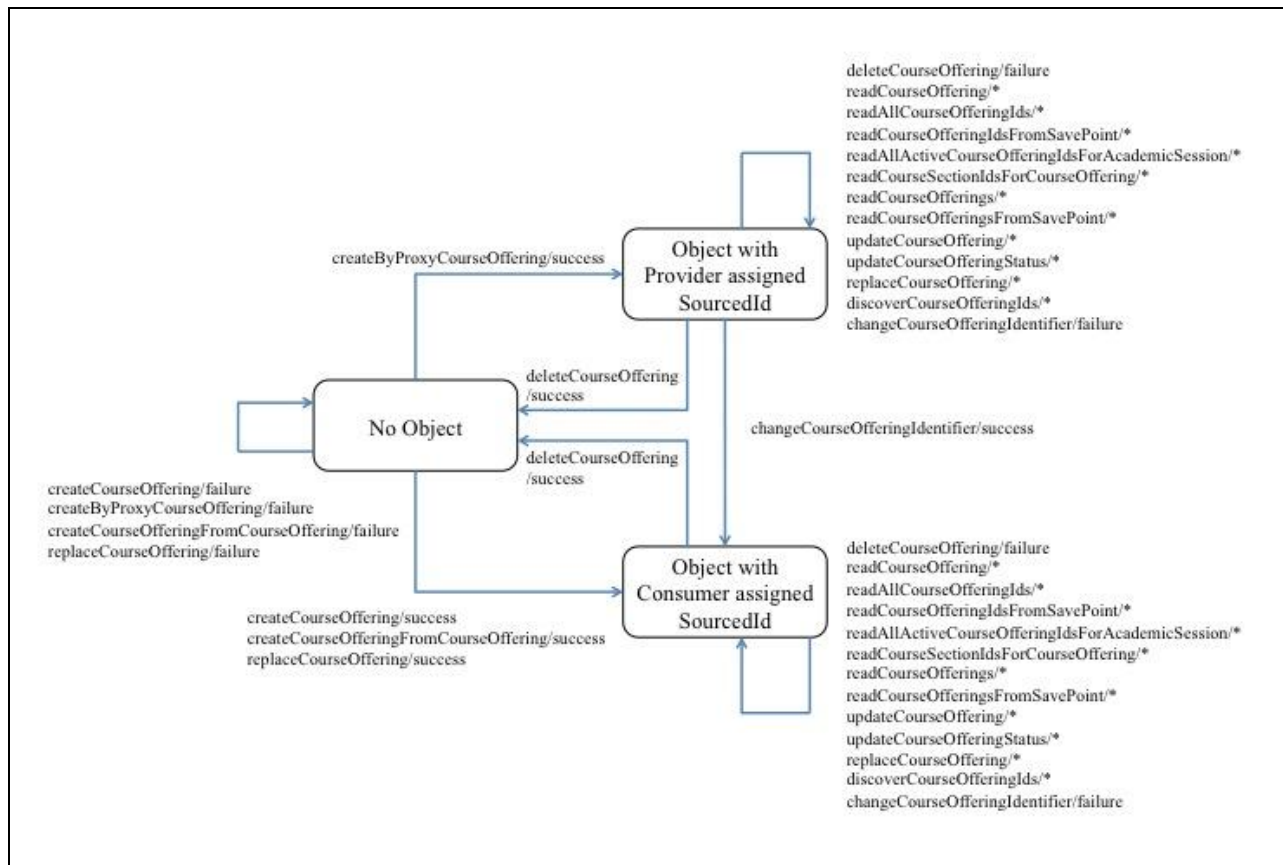 deleteCourseOffering/failure
readCourseOffering/*
readAllCourseOfferingIds/*
readCourseOfferingIdsFromSavePoint/*
readAllActiveCourseOfferingIdsForAcademicSession/*
readCourseSectionIdsForCourseOffering/*
readCourseOfferings/*
readCourseOfferingsFromSavePoint/*
updateCourseOffering/*
updateCourseOfferingStatus/*
replaceCourseOffering/*
discoverCourseOfferingIds/*
changeCourseOfferingIdentifier/failure
Object with
Provider assigned
SourcedId
createByProxyCourseOffering/success
deleteCourseOffering
/success
No Object
changeCourseOfferingIdentifier/success
deleteCourseOffering
/success
createCourseOffering/failure
createByProxyCourseOffering/failure
createCourseOfferingFromCourseOffering/failure
replaceCourseOffering/failure
Object with
Consumer assigned
SourcedId
createCourseOffering/success
createCourseOfferingFromCourseOffering/success
replaceCourseOffering/success
deleteCourseOffering/failure
readCourseOffering/*
readAllCourseOfferingIds/*
readCourseOfferingIdsFromSavePoint/*
readAllActiveCourseOfferingIdsForAcademicSession/*
readCourseSectionIdsForCourseOffering/*
readCourseOfferings/*
readCourseOfferingsFromSavePoint/*
updateCourseOffering/*
updateCourseOfferingStatus/*
replaceCourseOffering/*
discoverCourseOfferingIds/*
changeCourseOfferingIdentifier/failure